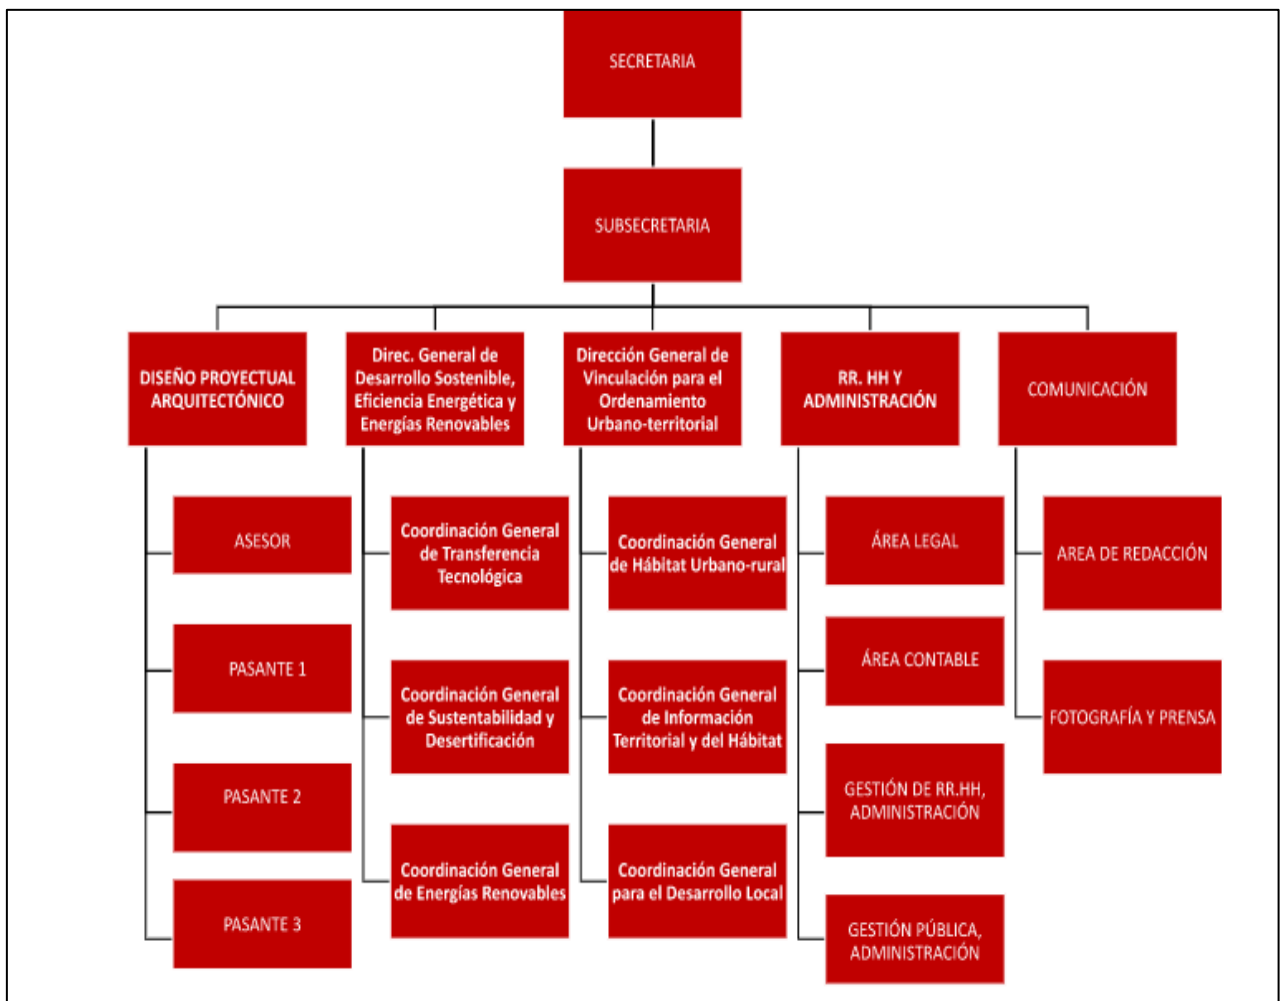 SECRETARIA
SUBSECRETARIA
DISEÑO PROYECTUAL
ARQUITECTÓNICO
Direc. General de
Desarrollo Sostenible,
Eficiencia Energética y
Energías Renovables
Dirección General de
Vinculación para el
Ordenamiento
Urbano-territorial
RR. HH Y
ADMINISTRACIÓN
COMUNICACIÓN
ASESOR
PASANTE 1
PASANTE 2
PASANTE 3
Coordinación General
de Transferencia
Tecnológica
Coordinación General
de Sustentabilidad y
Desertificación
Coordinación General
de Energías Renovables
Coordinación General
de Hábitat Urbano-rural
Coordinación General
de Información
Territorial y del Hábitat
Coordinación General
para el Desarrollo Local
ÁREA LEGAL
ÁREA CONTABLE
GESTIÓN DE RR.HH,
ADMINISTRACIÓN
GESTIÓN PÚBLICA,
ADMINISTRACIÓN
AREA DE REDACCIÓN
FOTOGRAFÍA Y PRENSA